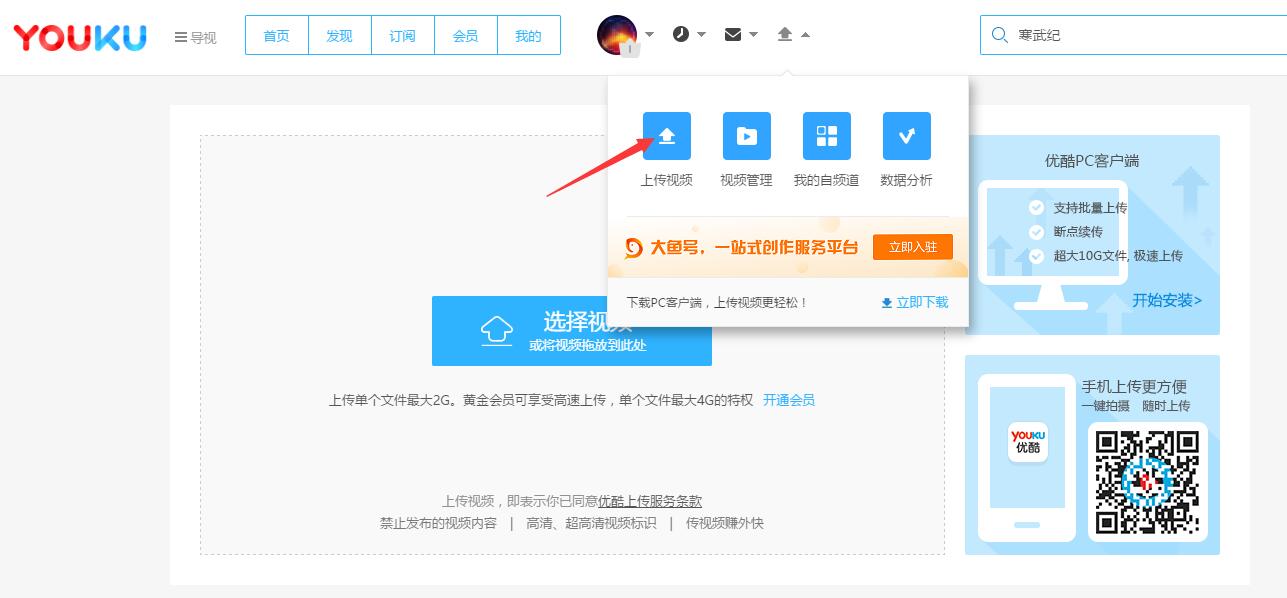 YOUKU
导视
首页
发现
订阅
会员
我的
寒武纪
上传视频
视频管理
我的自频道
数据分析
大鱼号，一站式创作服务平台
立即入驻
下载PC客户端，上传视频更轻松！
立即下载
选择视频
或将视频拖放到此处
上传单个文件最大2G。黄金会员可享受高速上传，单个文件最大4G的特权 开通会员
上传视频，即表示你已同意优酷上传服务条款
禁止发布的视频内容 | 高清、超高清视频标识 | 传视频赚外快
优酷PC客户端
支持批量上传
断点续传
超大10G文件, 极速上传
开始安装>
手机上传更方便
一键拍摄 随时上传
YOUKU
优酷